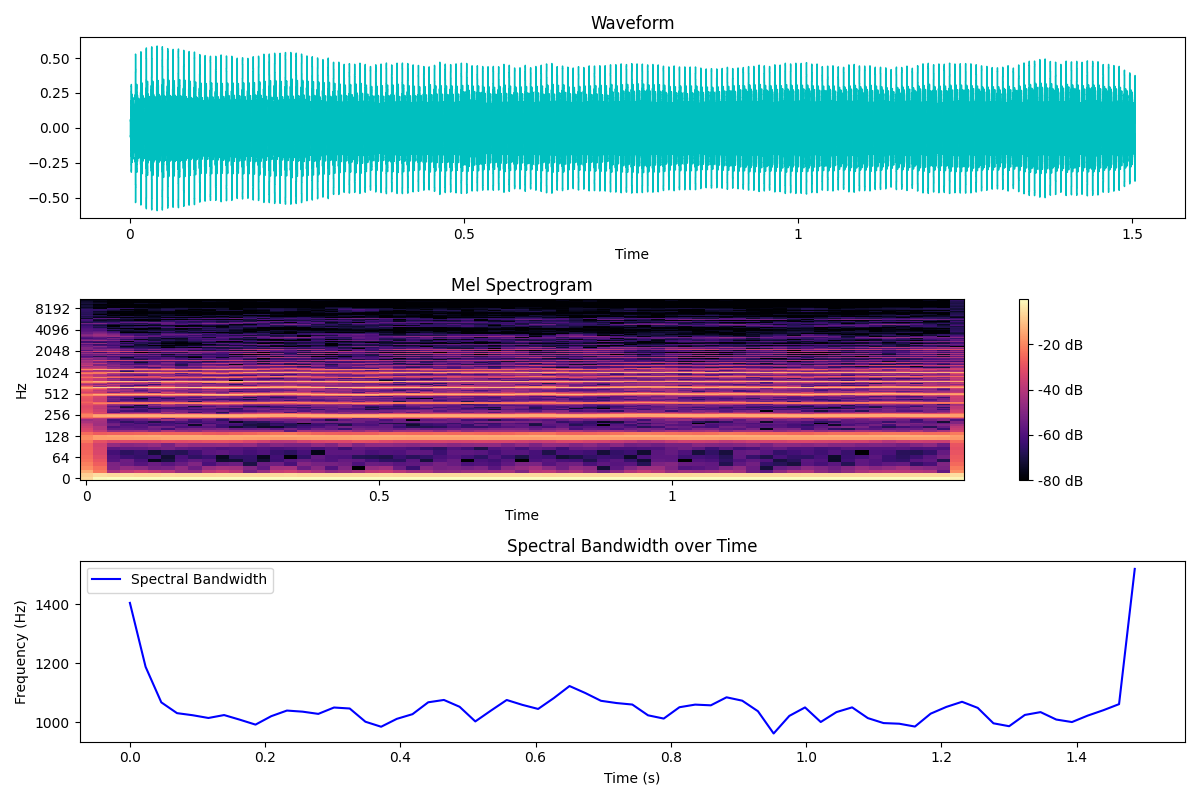 Waveform
0.50
0.25
0.00
−0.25
−0.50
0 0.5 1 1.5
Time
Mel Spectrogram
Hz
8192
4096
2048
1024
512
256
128
64
0
0 0.5 1
Time
-20 dB
-40 dB
-60 dB
-80 dB
Spectral Bandwidth over Time
Spectral Bandwidth
Frequency (Hz)
1400
1200
1000
0.0 0.2 0.4 0.6 0.8 1.0 1.2 1.4
Time (s)